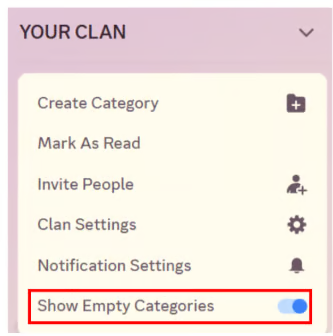 YOUR CLAN
Create Category
Mark As Read
Invite People
Clan Settings
Notification Settings
Show Empty Categories